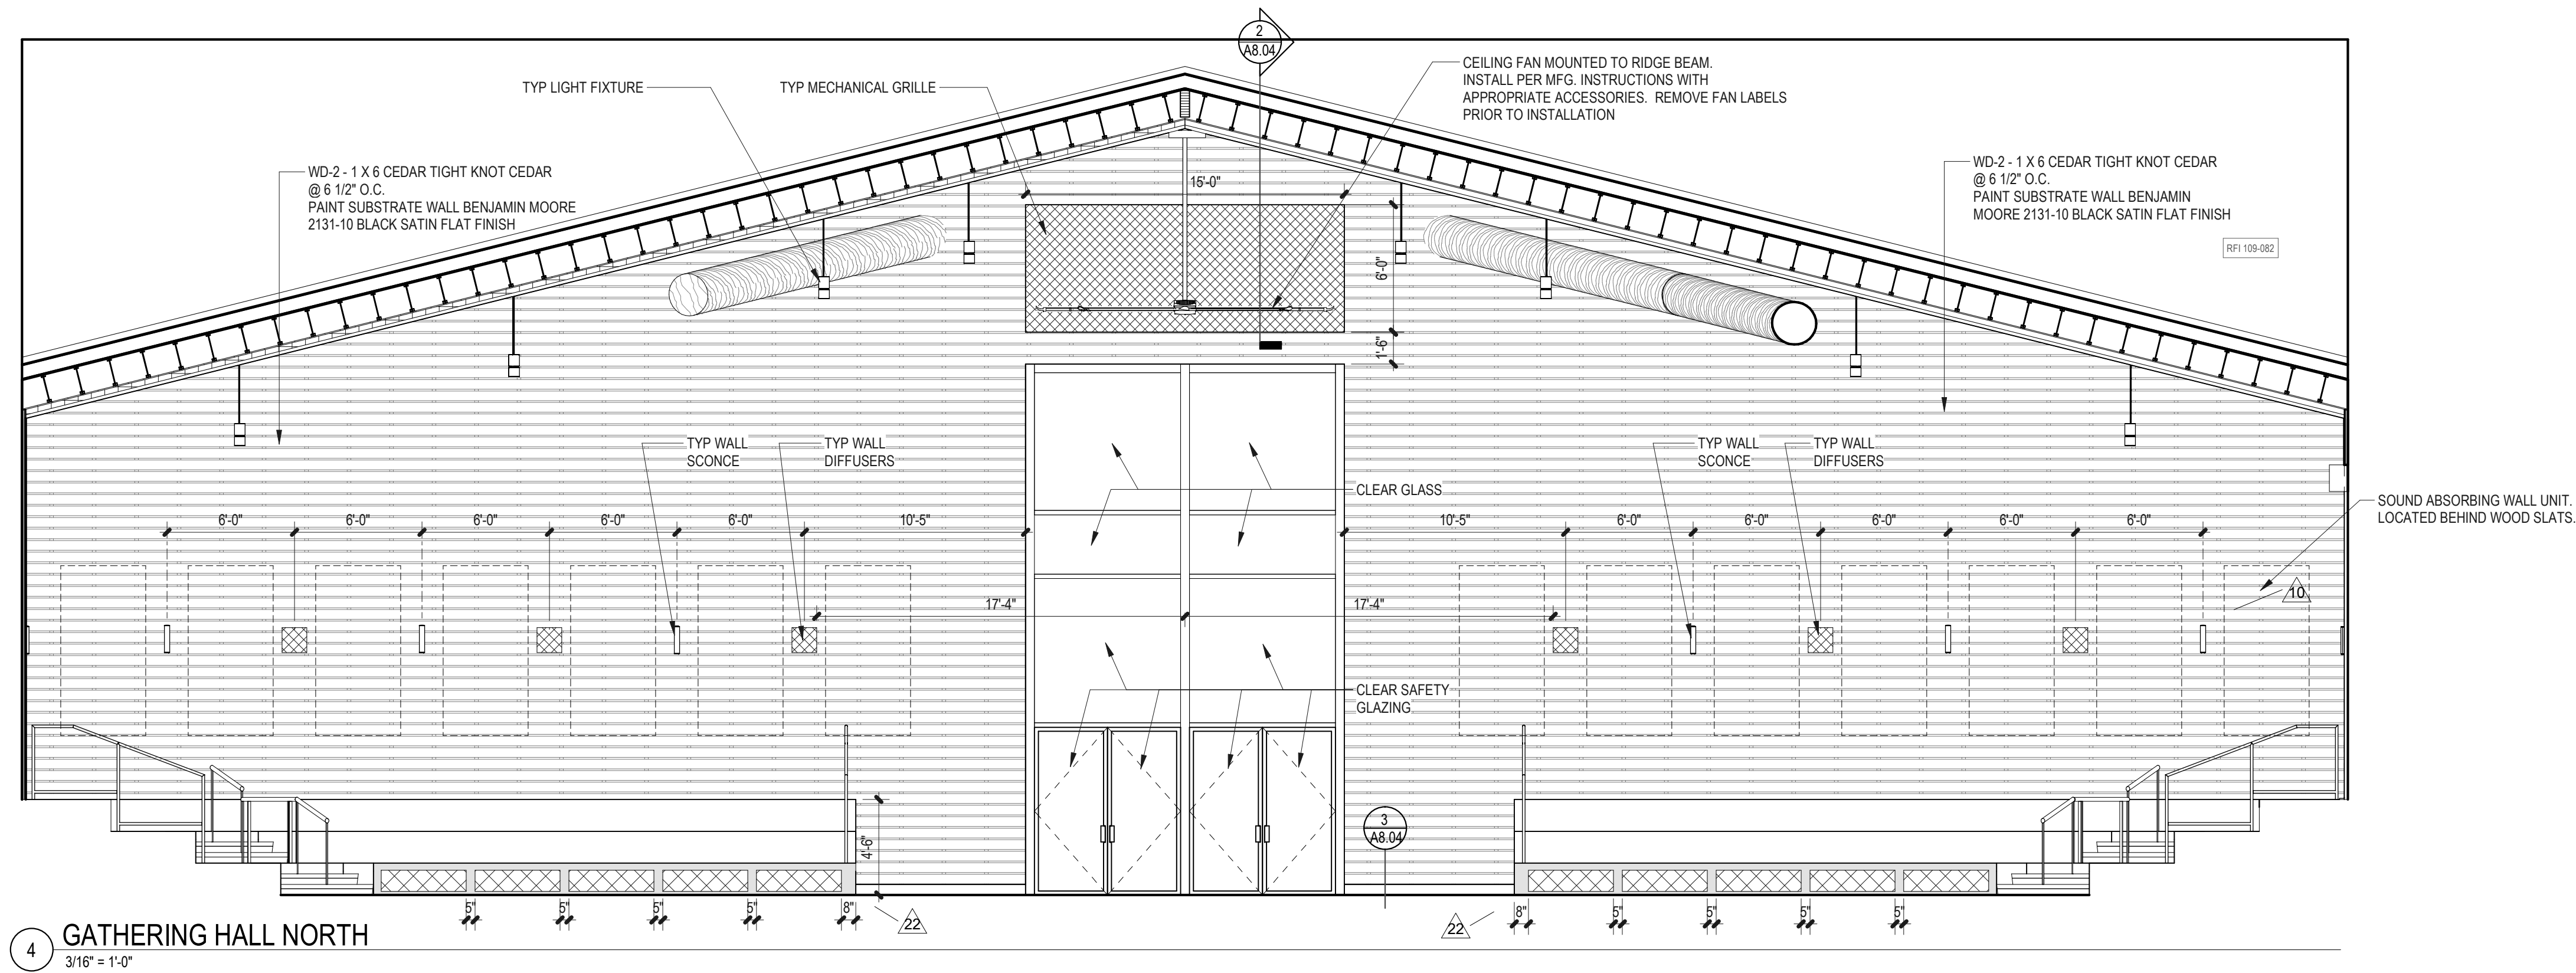 2
A8.04
TYP LIGHT FIXTURE
TYP MECHANICAL GRILLE
CEILING FAN MOUNTED TO RIDGE BEAM.
INSTALL PER MFG. INSTRUCTIONS WITH
APPROPRIATE ACCESSORIES. REMOVE FAN LABELS
PRIOR TO INSTALLATION
WD-2 - 1 X 6 CEDAR TIGHT KNOT CEDAR
@ 6 1/2" O.C.
PAINT SUBSTRATE WALL BENJAMIN MOORE
2131-10 BLACK SATIN FLAT FINISH
WD-2 - 1 X 6 CEDAR TIGHT KNOT CEDAR
@ 6 1/2" O.C.
PAINT SUBSTRATE WALL BENJAMIN
MOORE 2131-10 BLACK SATIN FLAT FINISH
RFI 109-082
15'-0"
6'-0"
1'-6"
TYP WALL
SCONCE
TYP WALL
DIFFUSERS
TYP WALL
SCONCE
TYP WALL
DIFFUSERS
CLEAR GLASS
SOUND ABSORBING WALL UNIT.
LOCATED BEHIND WOOD SLATS.
6'-0"
6'-0"
6'-0"
6'-0"
6'-0"
10'-5"
10'-5"
6'-0"
6'-0"
6'-0"
6'-0"
6'-0"
10
17'-4"
17'-4"
CLEAR SAFETY
GLAZING
3
A8.04
4'-6"
5"
5"
5"
5"
8"
22
22
8"
5"
5"
5"
5"
4
GATHERING HALL NORTH
3/16" = 1'-0"